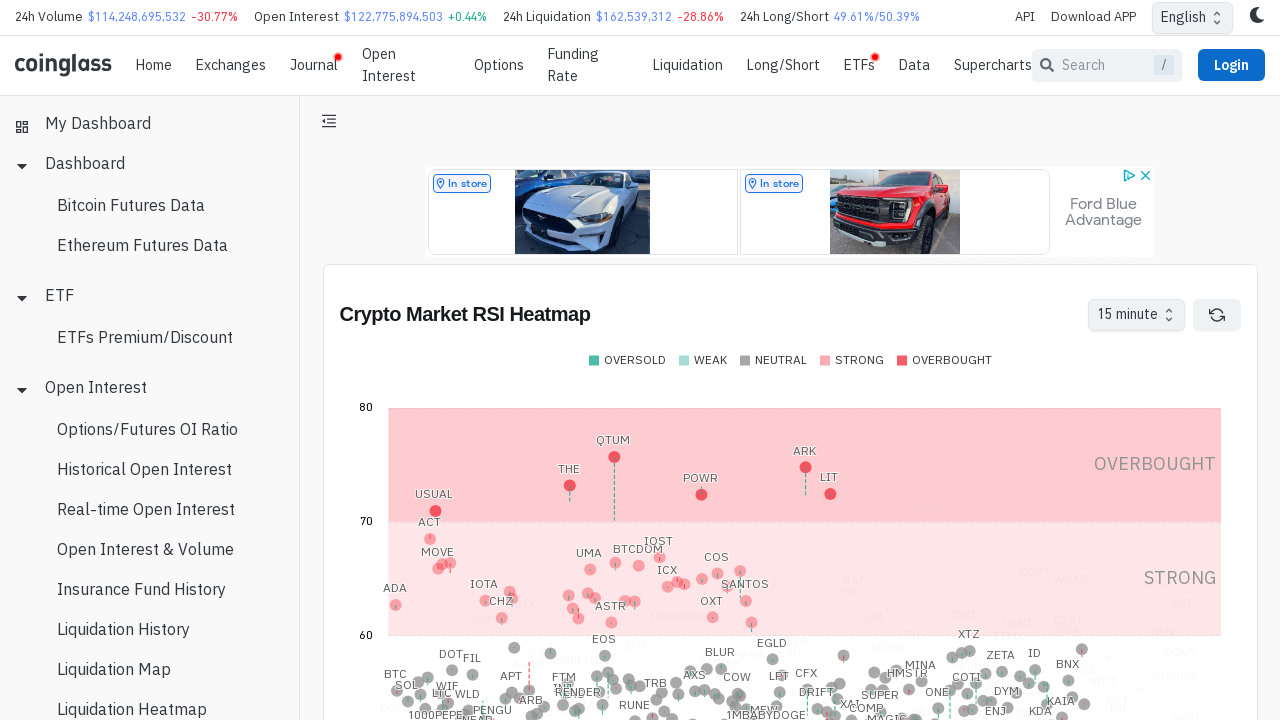 24h Volume $114,248,695,532 -30.77% Open Interest $122,775,894,503 +0.44% 24h Liquidation $162,539,312 -28.86% 24h Long/Short 49.61%/50.39% API Download APP English
coinglass Home Exchanges Journal Open Interest Options Funding Rate Liquidation Long/Short ETFs Data Supercharts Search / Login
My Dashboard
Dashboard
Bitcoin Futures Data
Ethereum Futures Data
ETF
ETFs Premium/Discount
Open Interest
Options/Futures OI Ratio
Historical Open Interest
Real-time Open Interest
Open Interest & Volume
Insurance Fund History
Liquidation History
Liquidation Map
Liquidation Heatmap
In store In store
Ford Blue
Advantage
Crypto Market RSI Heatmap 15 minute
OVERSOLD WEAK NEUTRAL STRONG OVERBOUGHT
80
QTUM
ARK
OVERBOUGHT
THE
POWR LIT
USUAL
70 ACT
IOST
MOVE UMA BTCDOM
COS
ICX
STRONG
ADA IOTA SANTOS
CHZ ASTR OXT
60
EOS XTZ
EGLD
DOT FIL BLUR ZETA ID
BNX
MINA
BTC APT FTM AXS COW LPT CFX HMSTR COTI
SOL WIF TRB
WLD RENDER DRIFT SUPER ONE DYM
ARB RUNE XAI KAIA
1000PEPE PENGU 1MBABYDOGE COMP ENJ KDA
NEAR MAGIC